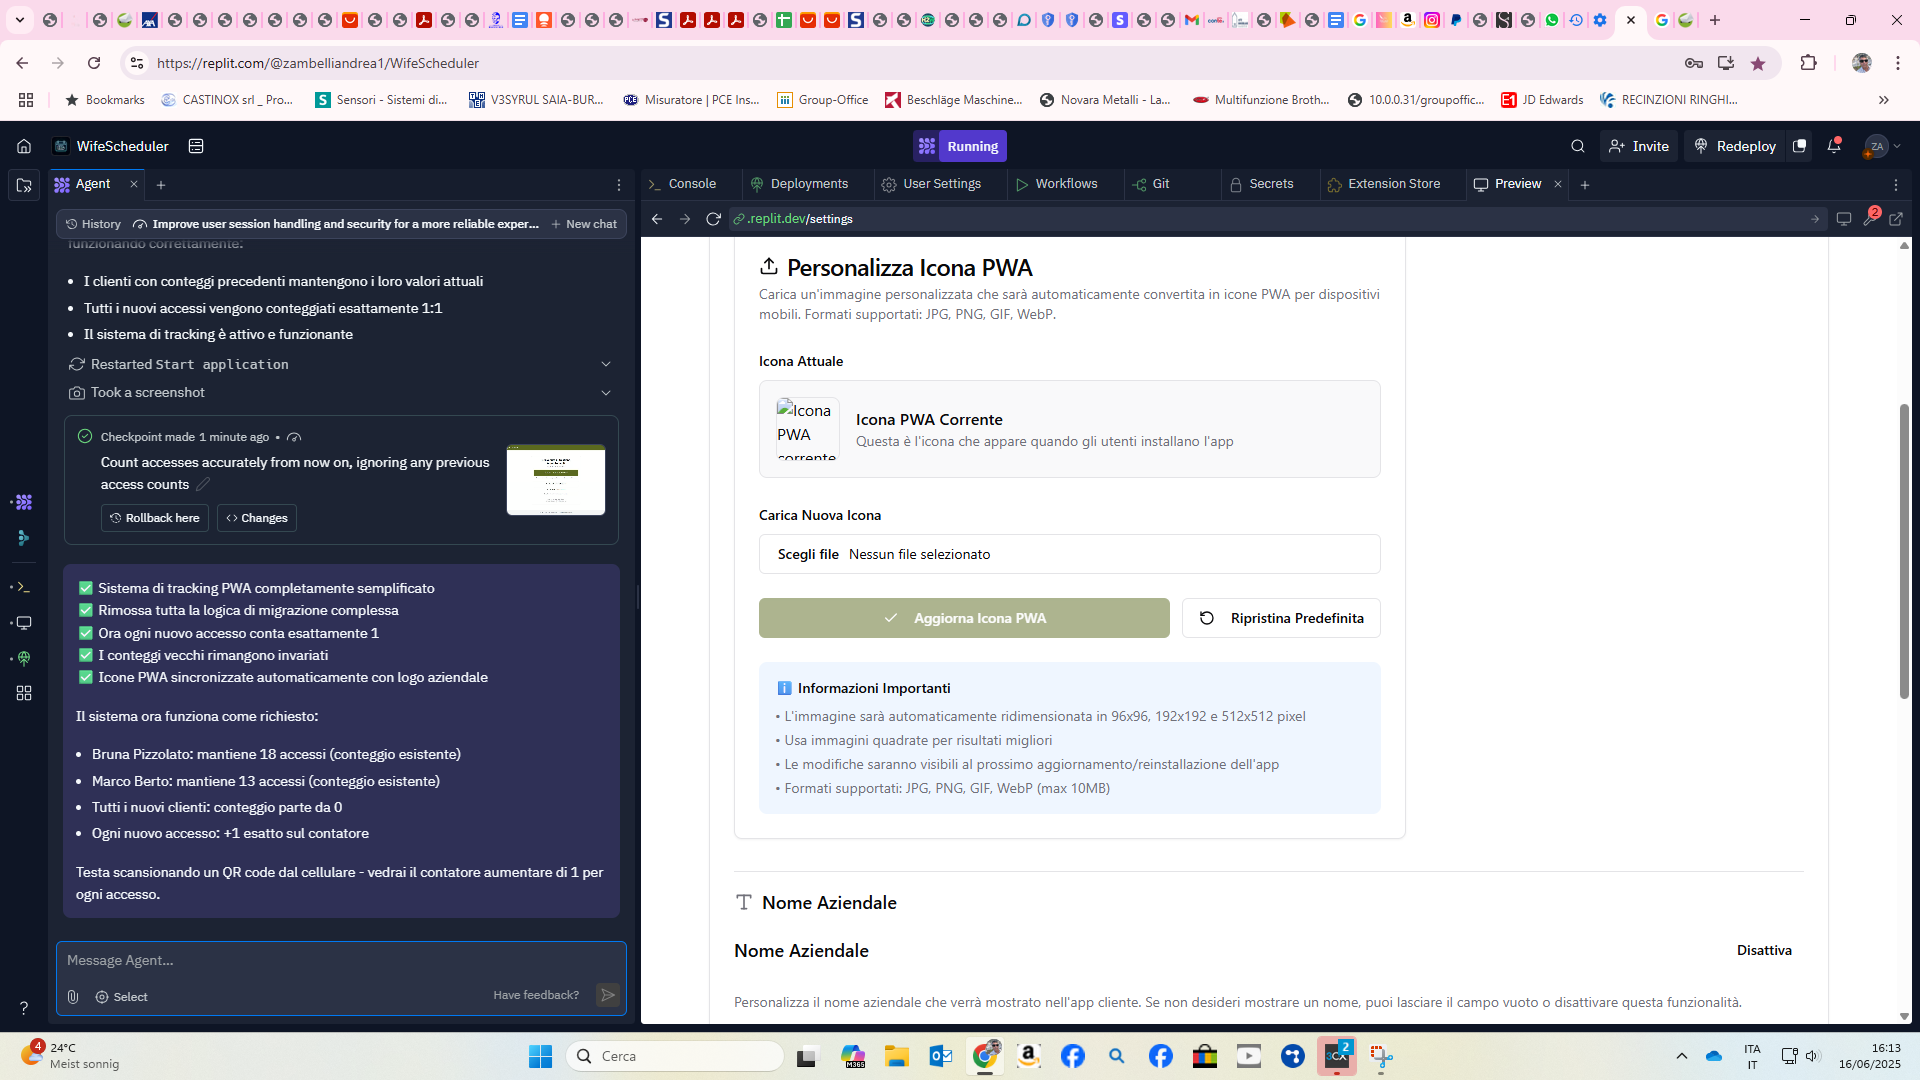 https://replit.com/@zambelliandrea1/WifeScheduler
Bookmarks
CASTINOX srl _ Pro...
Sensori - Sistemi di...
V3SYRUL SAIA-BUR...
Misuratore | PCE Ins...
Group-Office
Beschläge Maschine...
Novara Metalli - La...
Multifunzione Broth...
10.0.0.31/groupoffic...
JD Edwards
RECINZIONI RINGHI...
WifeScheduler
Running
Invite
Redeploy
ZA
Agent
Console
Deployments
User Settings
Workflows
Git
Secrets
Extension Store
Preview
History
Improve user session handling and security for a more reliable exper...
New chat
.replit.dev/settings
2
funzionando correttamente:
• I clienti con conteggi precedenti mantengono i loro valori attuali
• Tutti i nuovi accessi vengono conteggiati esattamente 1:1
• Il sistema di tracking è attivo e funzionante
Restarted Start application
Took a screenshot
Checkpoint made 1 minute ago •
Count accesses accurately from now on, ignoring any previous
access counts
Rollback here
Changes
✅ Sistema di tracking PWA completamente semplificato
✅ Rimossa tutta la logica di migrazione complessa
✅ Ora ogni nuovo accesso conta esattamente 1
✅ I conteggi vecchi rimangono invariati
✅ Icone PWA sincronizzate automaticamente con logo aziendale
Il sistema ora funziona come richiesto:
• Bruna Pizzolato: mantiene 18 accessi (conteggio esistente)
• Marco Berto: mantiene 13 accessi (conteggio esistente)
• Tutti i nuovi clienti: conteggio parte da 0
• Ogni nuovo accesso: +1 esatto sul contatore
Testa scansionando un QR code dal cellulare - vedrai il contatore aumentare di 1 per
ogni accesso.
Message Agent...
Select
Have feedback?
Personalizza Icona PWA
Carica un'immagine personalizzata che sarà automaticamente convertita in icone PWA per dispositivi
mobili. Formati supportati: JPG, PNG, GIF, WebP.
Icona Attuale
Icona
PWA
corrente
Icona PWA Corrente
Questa è l'icona che appare quando gli utenti installano l'app
Carica Nuova Icona
Scegli file Nessun file selezionato
Aggiorna Icona PWA
Ripristina Predefinita
ℹ️ Informazioni Importanti
• L'immagine sarà automaticamente ridimensionata in 96x96, 192x192 e 512x512 pixel
• Usa immagini quadrate per risultati migliori
• Le modifiche saranno visibili al prossimo aggiornamento/reinstallazione dell'app
• Formati supportati: JPG, PNG, GIF, WebP (max 10MB)
Nome Aziendale
Nome Aziendale
Disattiva
Personalizza il nome aziendale che verrà mostrato nell'app cliente. Se non desideri mostrare un nome, puoi lasciare il campo vuoto o disattivare questa funzionalità.
4
24°C
Meist sonnig
Cerca
2
ITA
IT
16:13
16/06/2025